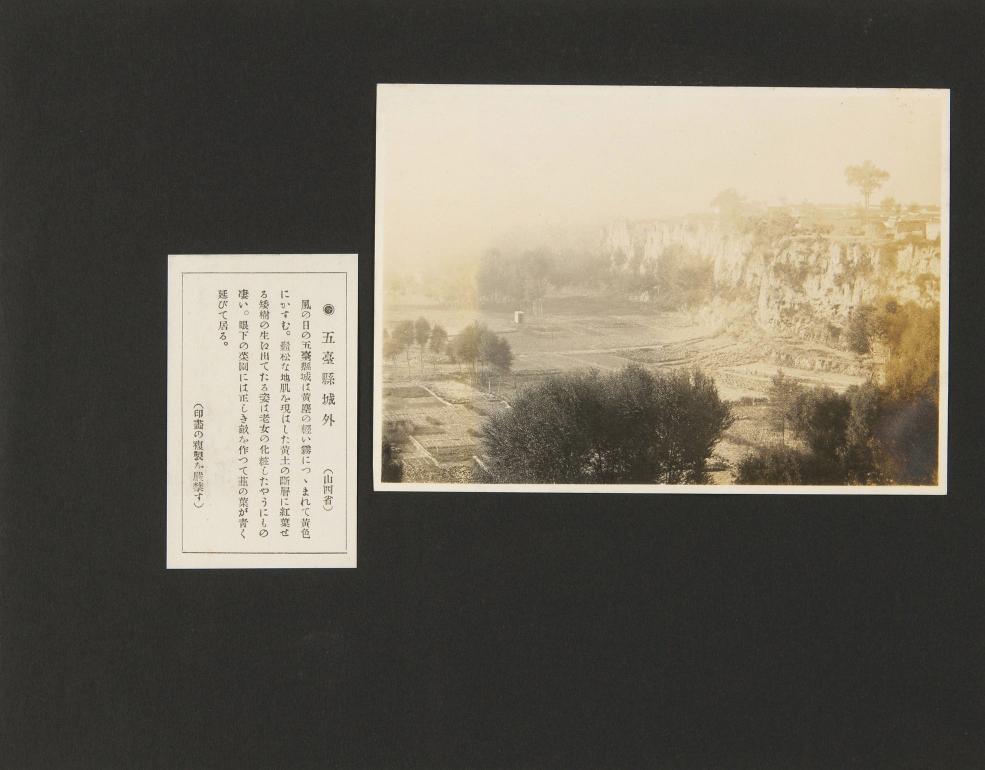 五臺縣城外
（山西省）
風の日の五臺縣城は黄塵の輕い霧につゝまれて黄色
にかすむ。鬆松な地肌を現はした黄土の斷層に紅葉せ
る矮樹の生ひ出てたる姿は老女の化粧したやうにもの
凄い。眼下の菜園には正しき畝を作つて韮の葉が靑く
延びて居る。
（印畵の複製を嚴禁す）